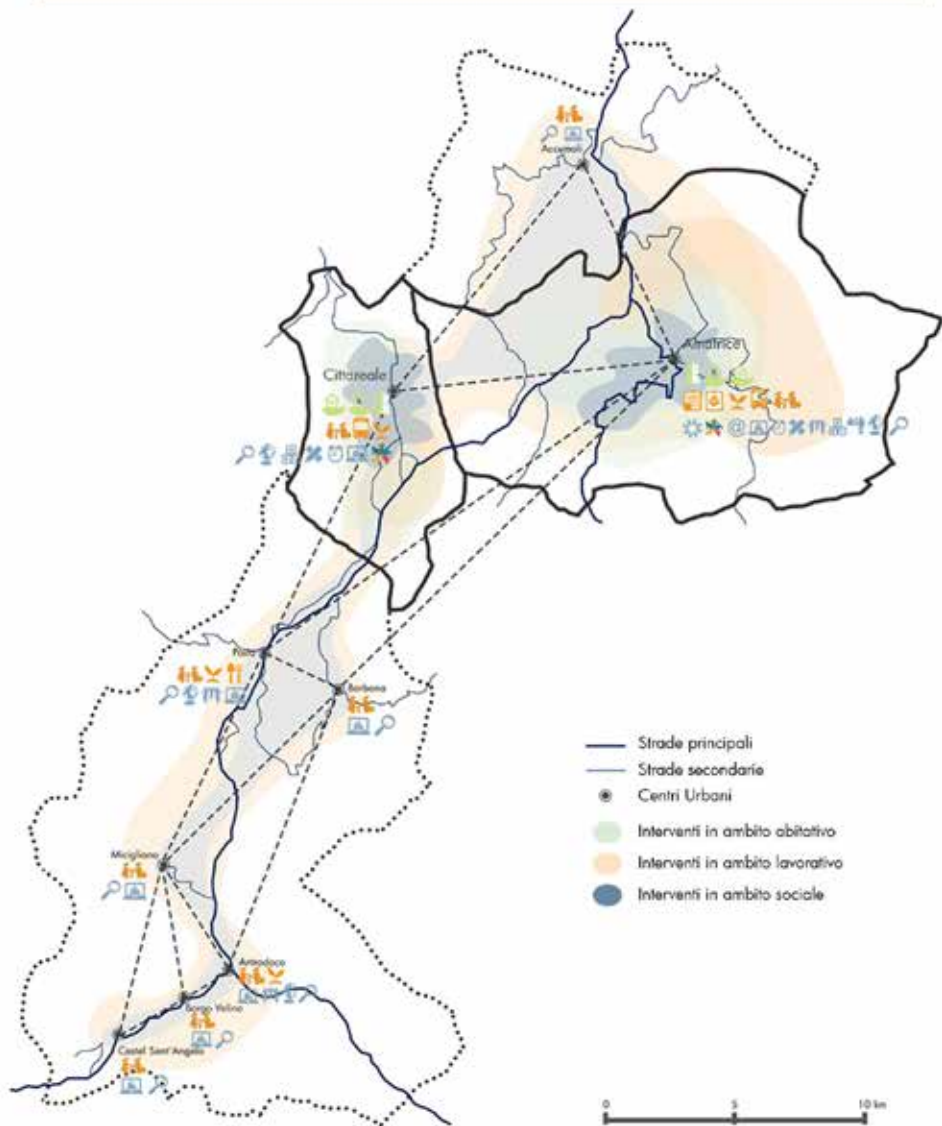 Accumoli
Amatrice
Cittareale
Posta
Borbona
Micigliano
Antrodoco
Borgo Velino
Castel Sant'Angelo
Strade principali
Strade secondarie
Centri Urbani
Interventi in ambito abitativo
Interventi in ambito lavorativo
Interventi in ambito sociale
0 5 10 km